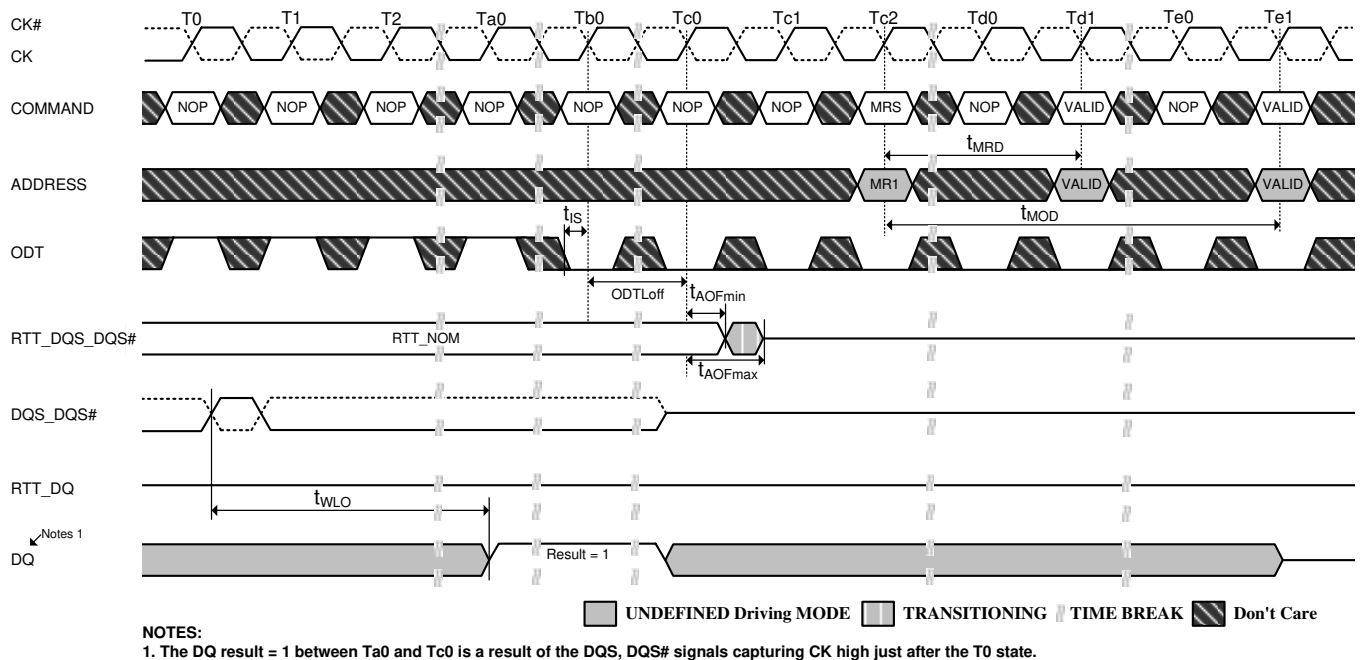 T0 T1 T2 Ta0 Tb0 Tc0 Tc1 Tc2 Td0 Td1 Te0 Te1
CK#
CK
COMMAND NOP NOP NOP NOP NOP NOP NOP MRS NOP VALID NOP VALID
tMRD
ADDRESS MR1 VALID VALID
tIS tMOD
ODT
ODTLoff tAOFmin
RTT_DQS_DQS# RTT_NOM
tAOFmax
DQS_DQS#
RTT_DQ
tWLO
Notes 1
DQ Result = 1
UNDEFINED Driving MODE TRANSITIONING TIME BREAK Don't Care
NOTES:
1. The DQ result = 1 between Ta0 and Tc0 is a result of the DQS, DQS# signals capturing CK high just after the T0 state.